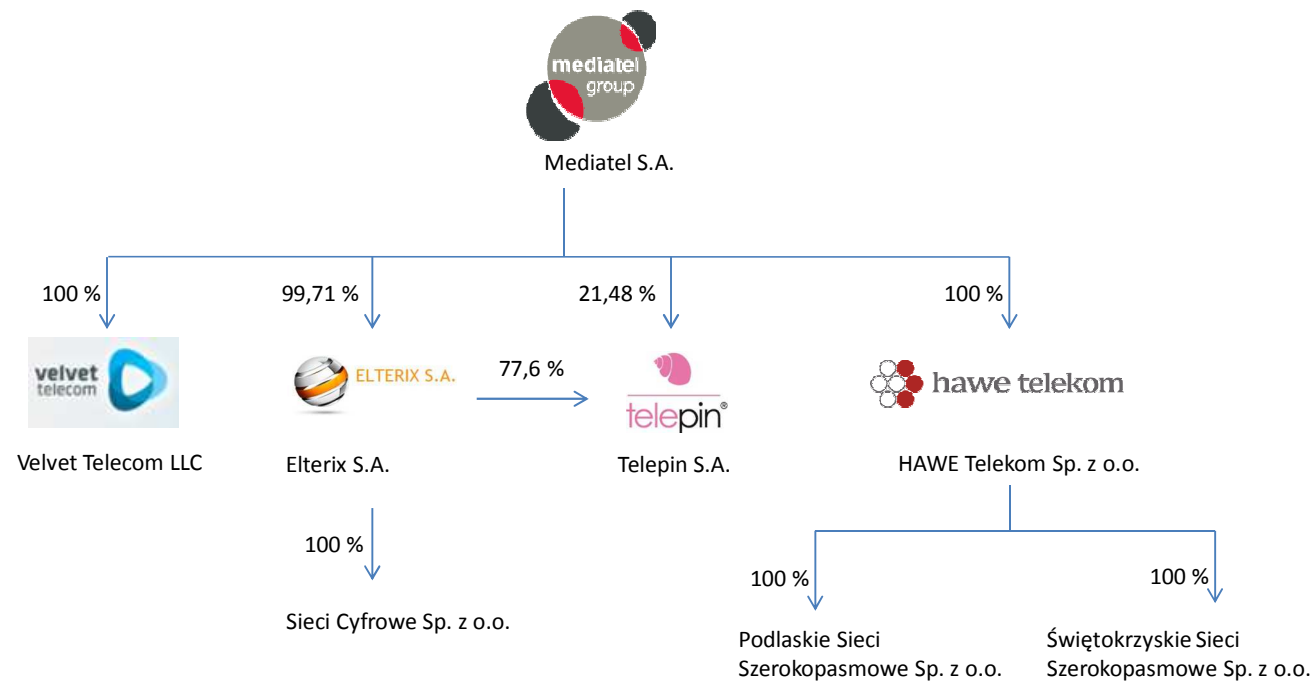 mediatel
group
Mediatel S.A.
100 %
99,71 %
21,48 %
100 %
velvet
telecom
ELTERIX S.A.
77,6 %
telepin®
hawe telekom
Velvet Telecom LLC
Elterix S.A.
Telepin S.A.
HAWE Telekom Sp. z o.o.
100 %
100 %
100 %
Sieci Cyfrowe Sp. z o.o.
Podlaskie Sieci
Szerokopasmowe Sp. z o.o.
Świętokrzyskie Sieci
Szerokopasmowe Sp. z o.o.